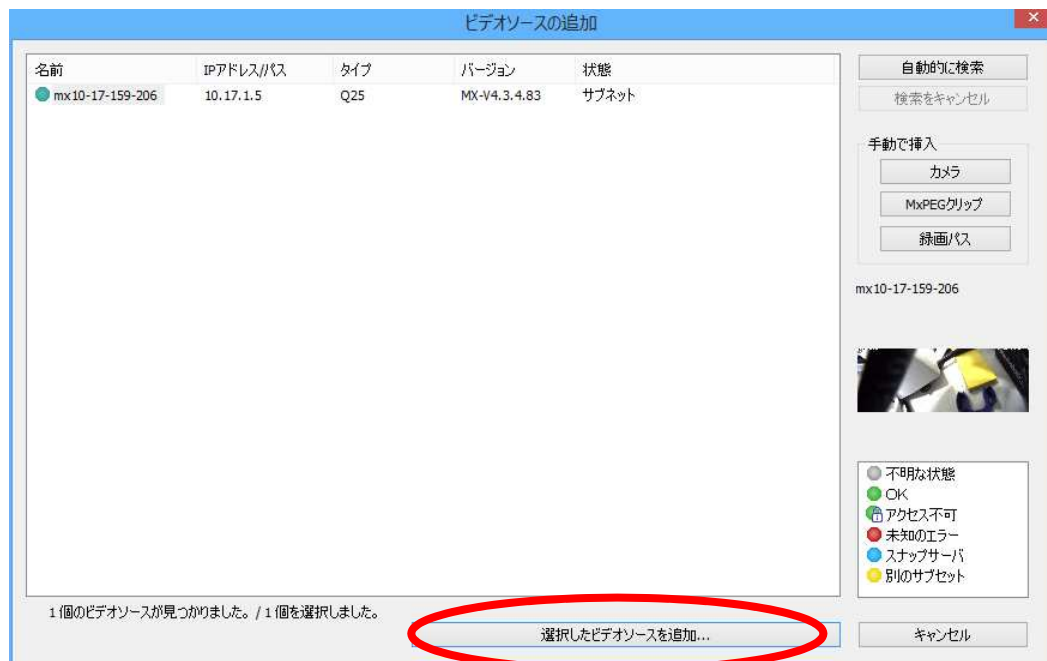 ビデオソースの追加
名前 IPアドレス/パス タイプ バージョン 状態
mx10-17-159-206 10.17.1.5 Q25 MX-V4.3.4.83 サブネット
自動的に検索
検索をキャンセル
手動で挿入
カメラ
MxPEGクリップ
録画パス
mx10-17-159-206
不明な状態
OK
アクセス不可
未知のエラー
スナップサーバ
別のサブセット
1個のビデオソースが見つかりました。/1個を選択しました。
選択したビデオソースを追加...
キャンセル